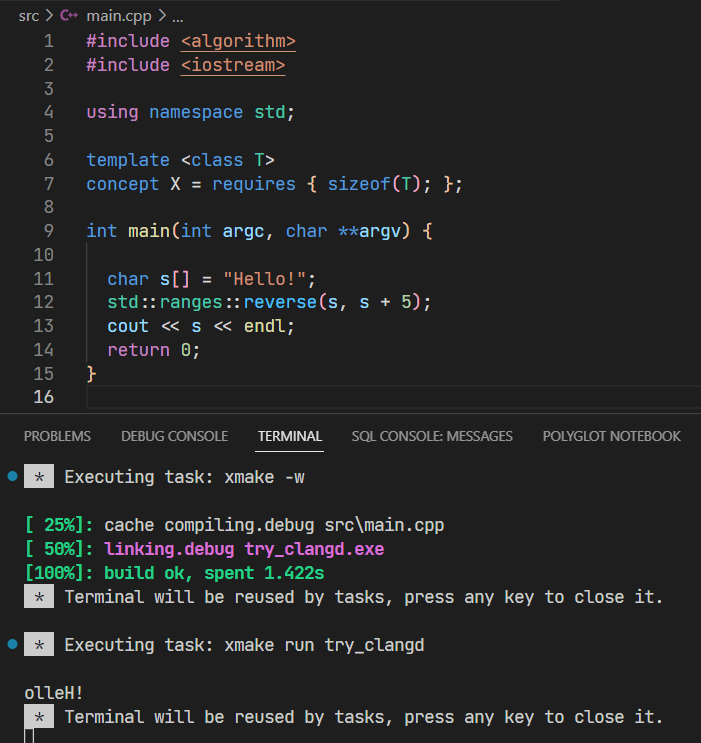 src > main.cpp > ...
1 #include <algorithm>
2 #include <iostream>
3
4 using namespace std;
5
6 template <class T>
7 concept X = requires { sizeof(T); };
8
9 int main(int argc, char **argv) {
10
11 char s[] = "Hello!";
12 std::ranges::reverse(s, s + 5);
13 cout << s << endl;
14 return 0;
15 }
16
PROBLEMS DEBUG CONSOLE TERMINAL SQL CONSOLE: MESSAGES POLYGLOT NOTEBOOK
* Executing task: xmake -w
[ 25%]: cache compiling.debug src\main.cpp
[ 50%]: linking.debug try_clangd.exe
[100%]: build ok, spent 1.422s
* Terminal will be reused by tasks, press any key to close it.
* Executing task: xmake run try_clangd
olleH!
* Terminal will be reused by tasks, press any key to close it.